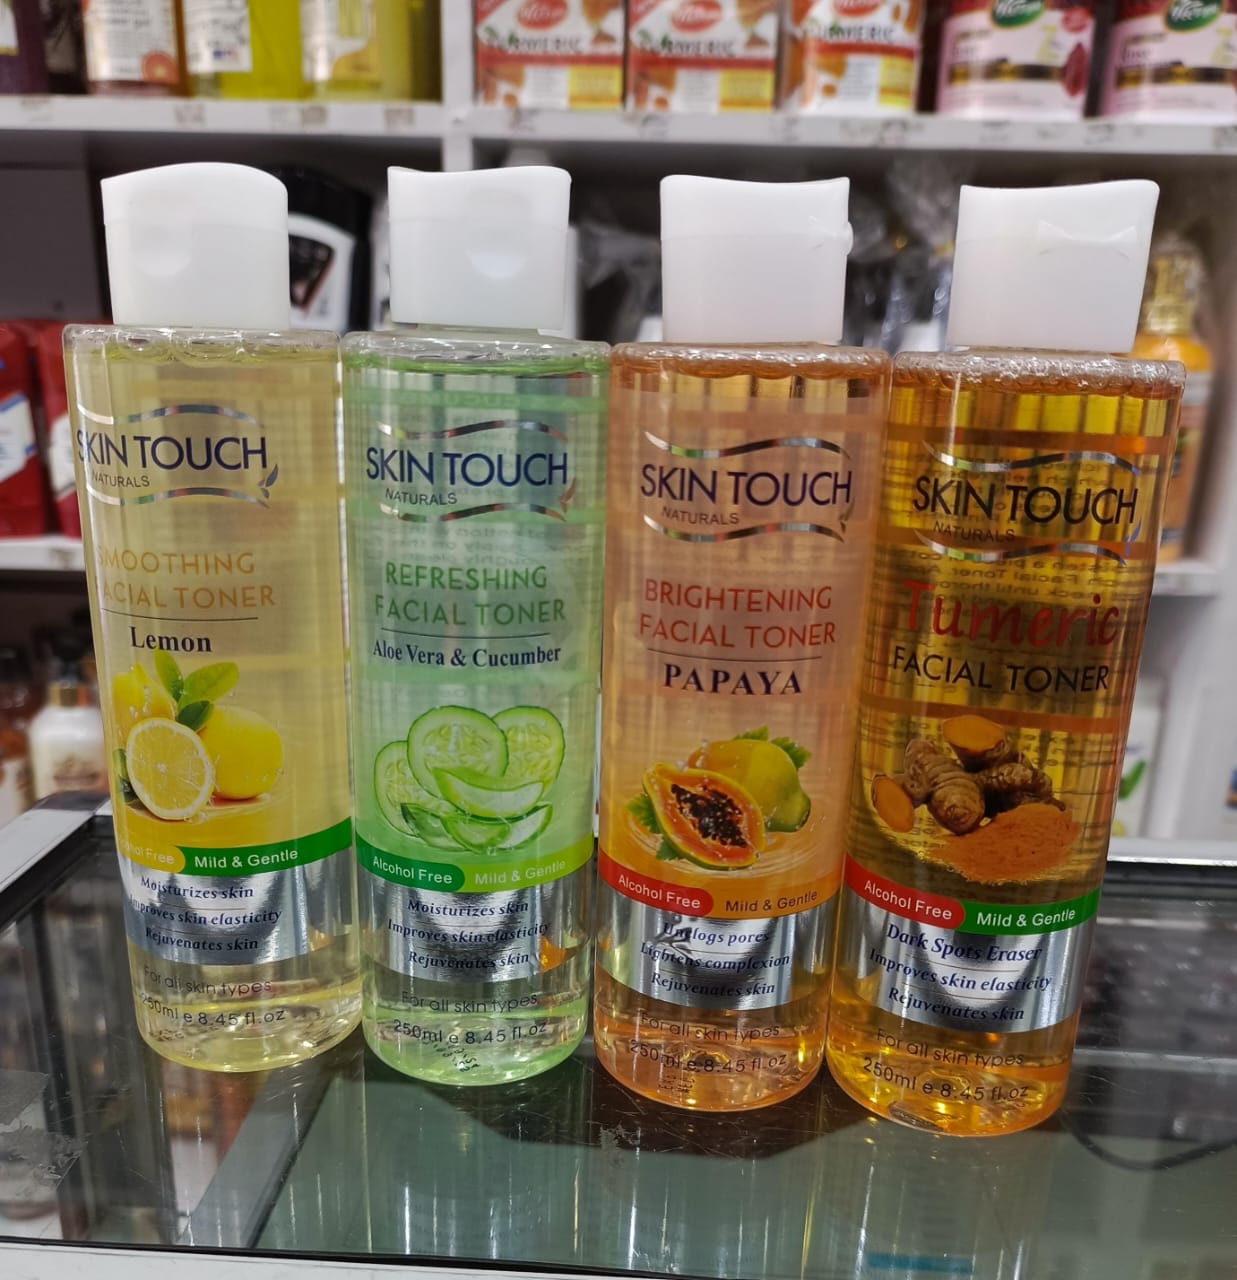 SKIN TOUCH
NATURALS
SMOOTHING
FACIAL TONER
Lemon
Alcohol Free Mild & Gentle
Moisturizes skin
Improves skin elasticity
Rejuvenates skin
For all skin types
250ml e 8.45 fl.oz
SKIN TOUCH
NATURALS
REFRESHING
FACIAL TONER
Aloe Vera & Cucumber
Alcohol Free Mild & Gentle
Moisturizes skin
Improves skin elasticity
Rejuvenates skin
For all skin types
250ml e 8.45 fl.oz
SKIN TOUCH
NATURALS
BRIGHTENING
FACIAL TONER
PAPAYA
Alcohol Free Mild & Gentle
Unclogs pores
Lightens complexion
Rejuvenates skin
For all skin types
250ml e 8.45 fl.oz
SKIN TOUCH
NATURALS
Tumeric
FACIAL TONER
Alcohol Free Mild & Gentle
Dark Spots Eraser
Improves skin elasticity
Rejuvenates skin
For all skin types
250ml e 8.45 fl.oz